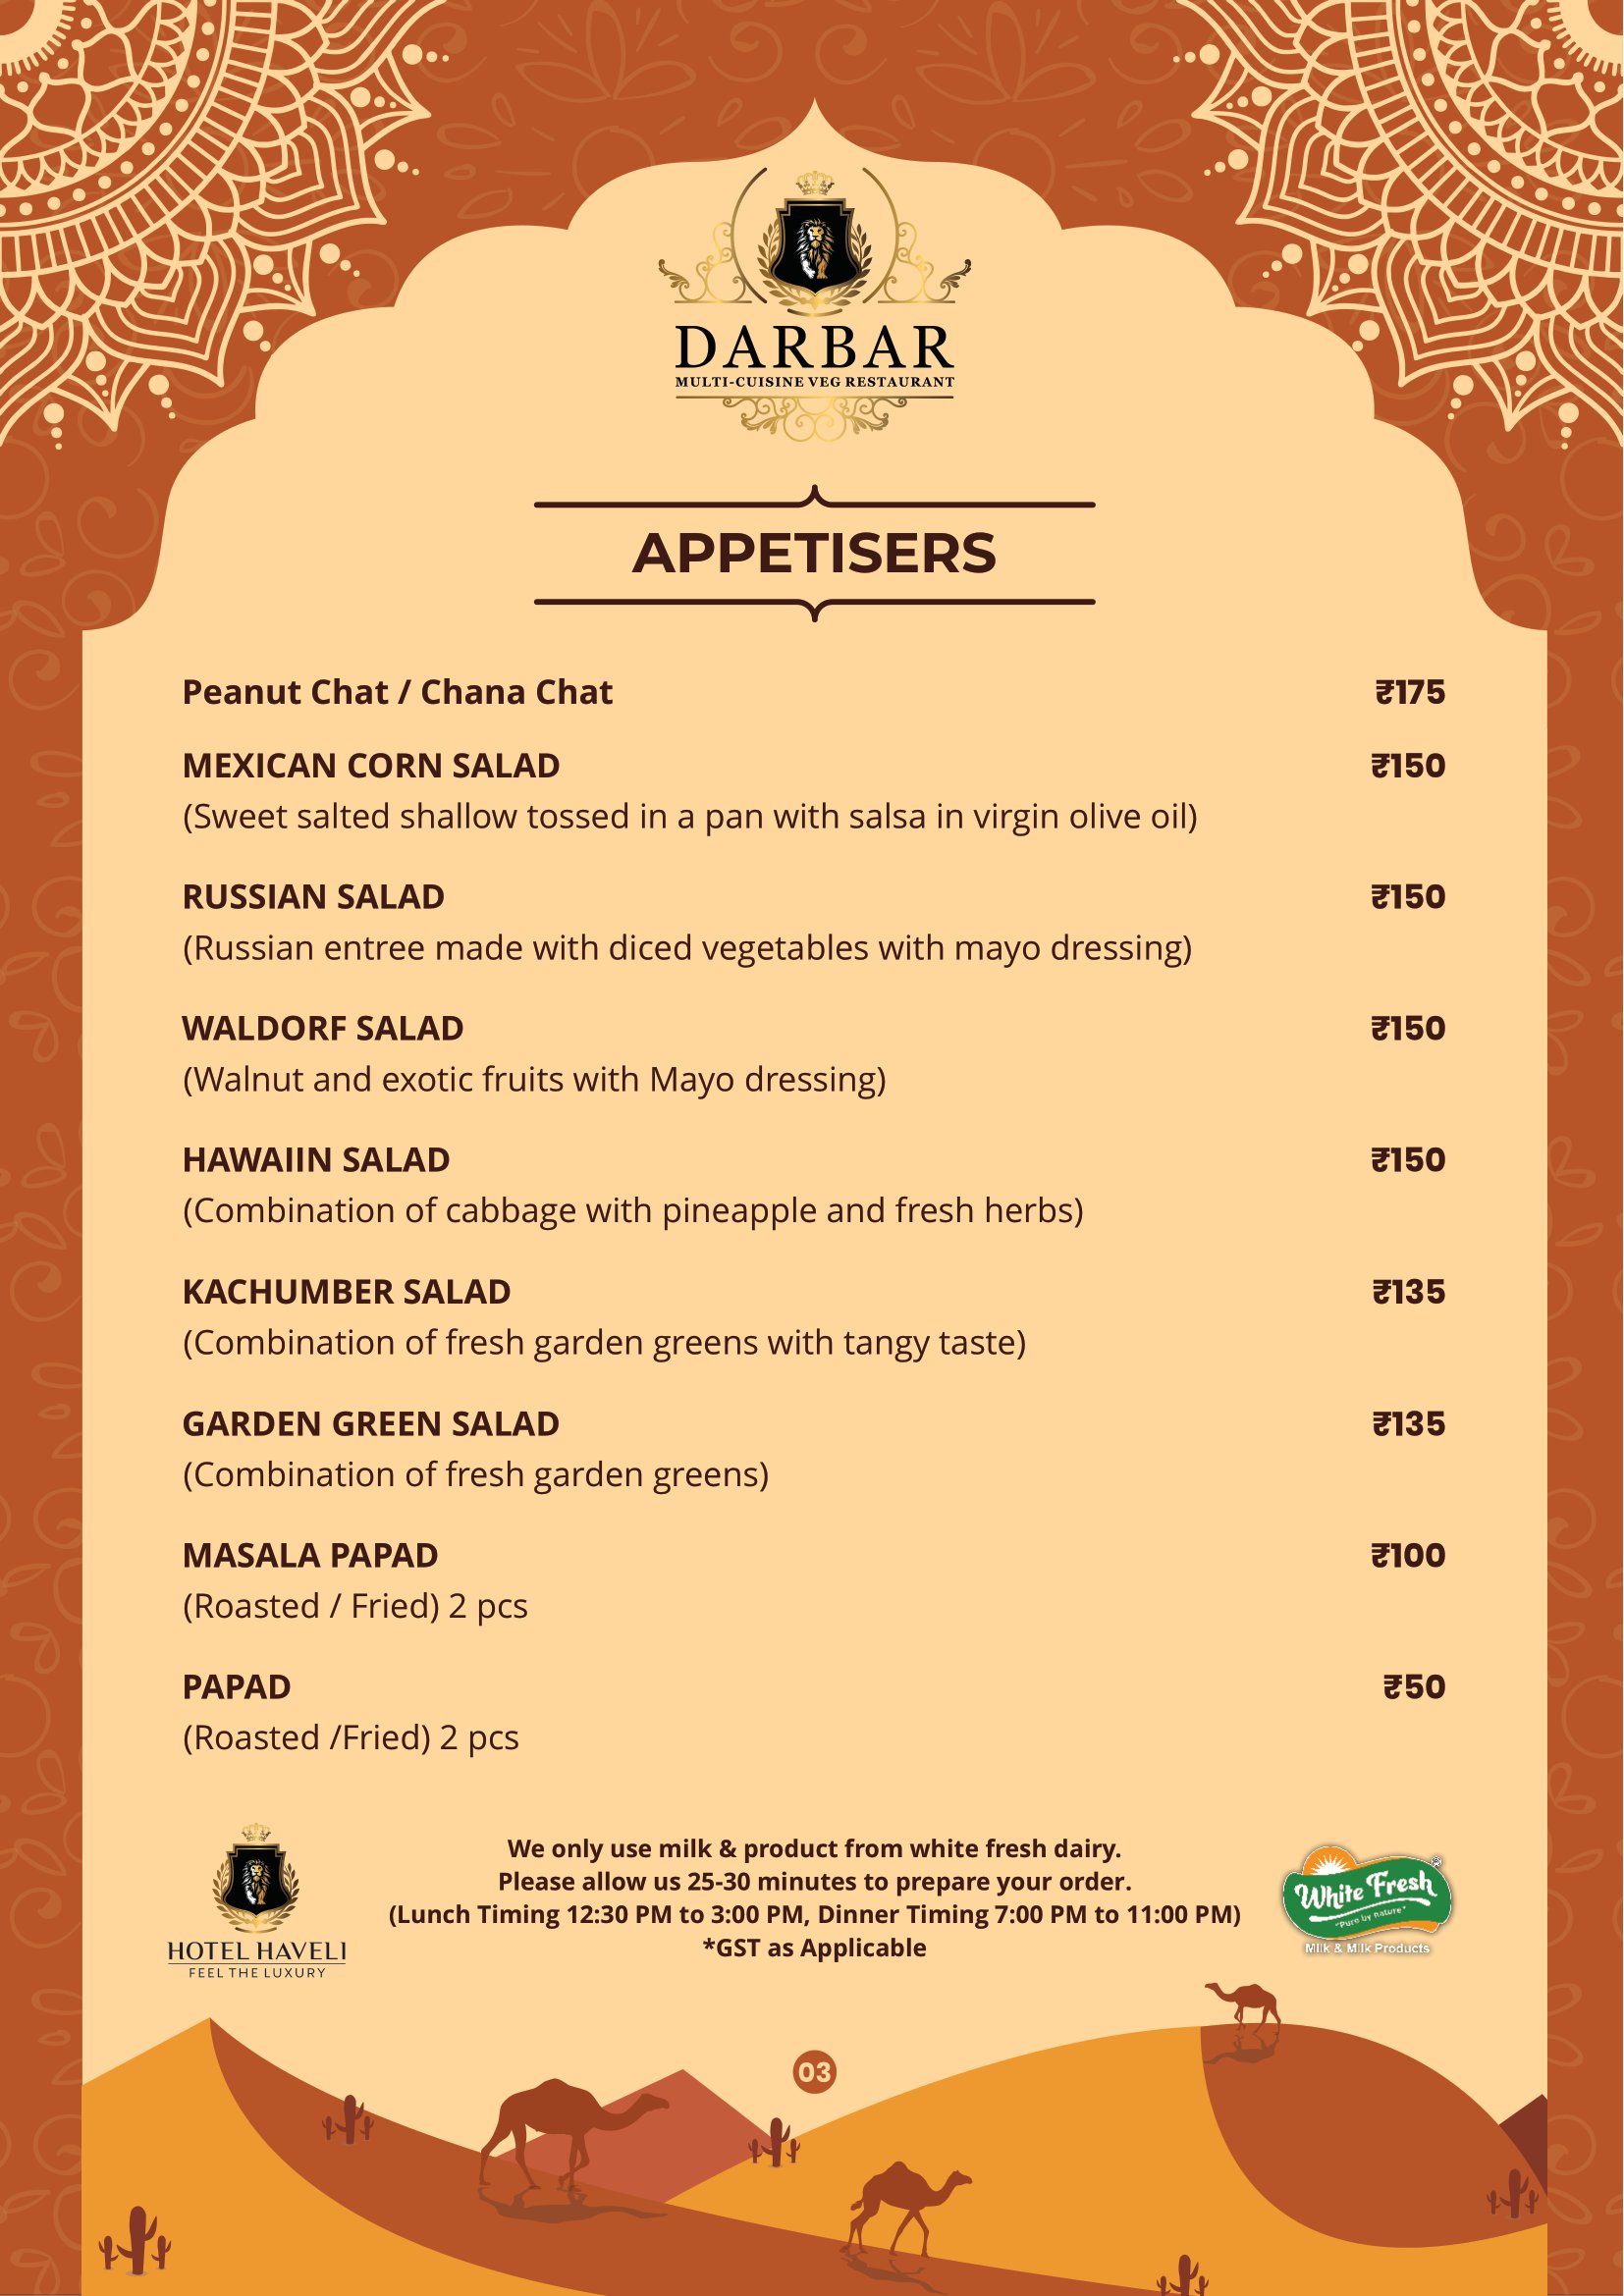 DARBAR
MULTI-CUISINE VEG RESTAURANT
APPETISERS
Peanut Chat / Chana Chat ₹175
MEXICAN CORN SALAD ₹150
(Sweet salted shallow tossed in a pan with salsa in virgin olive oil)
RUSSIAN SALAD ₹150
(Russian entree made with diced vegetables with mayo dressing)
WALDORF SALAD ₹150
(Walnut and exotic fruits with Mayo dressing)
HAWAIIN SALAD ₹150
(Combination of cabbage with pineapple and fresh herbs)
KACHUMBER SALAD ₹135
(Combination of fresh garden greens with tangy taste)
GARDEN GREEN SALAD ₹135
(Combination of fresh garden greens)
MASALA PAPAD ₹100
(Roasted / Fried) 2 pcs
PAPAD ₹50
(Roasted /Fried) 2 pcs
HOTEL HAVELI
FEEL THE LUXURY
We only use milk & product from white fresh dairy.
Please allow us 25-30 minutes to prepare your order.
(Lunch Timing 12:30 PM to 3:00 PM, Dinner Timing 7:00 PM to 11:00 PM)
*GST as Applicable
White Fresh ®
"Pure by nature"
Milk & Milk Products
03